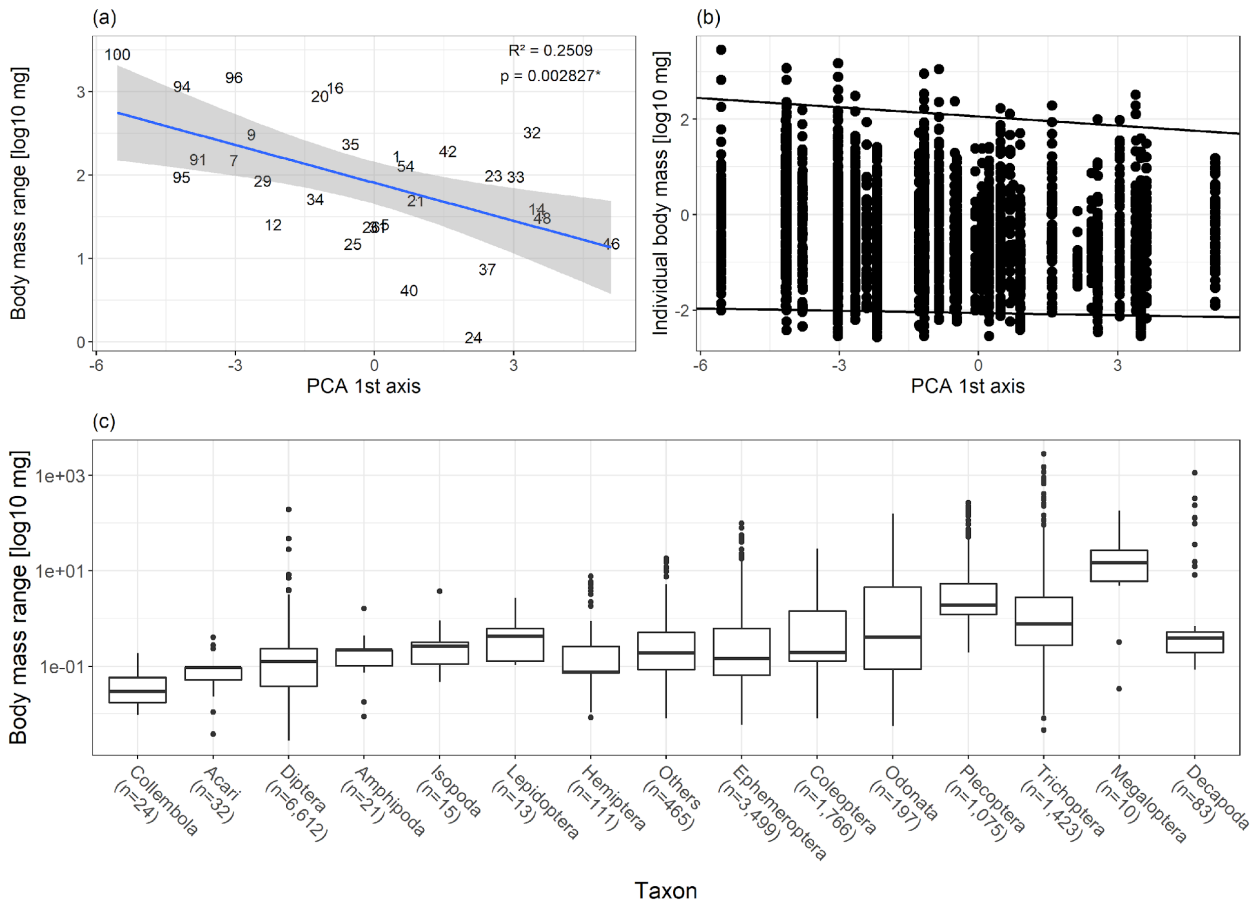 (a)
R² = 0.2509
p = 0.002827*
Body mass range [log10 mg]
3
2
1
0
100
94
96
16
20
9
35
32
1
42
54
91
7
95
29
23
33
34
21
14
48
12
5
25
46
37
40
24
-6
-3
0
3
PCA 1st axis
(b)
Individual body mass [log10 mg]
2
0
-2
-6
-3
0
3
PCA 1st axis
(c)
Body mass range [log10 mg]
1e+03
1e+01
1e-01
Collembola
(n=24)
Acari
(n=32)
Diptera
(n=6,612)
Amphipoda
(n=21)
Isopoda
(n=15)
Lepidoptera
(n=13)
Hemiptera
(n=111)
Others
(n=465)
Ephemeroptera
(n=3,499)
Coleoptera
(n=1,766)
Odonata
(n=197)
Plecoptera
(n=1,075)
Trichoptera
(n=1,423)
Megaloptera
(n=10)
Decapoda
(n=83)
Taxon